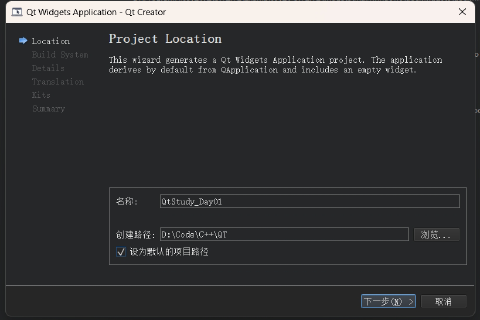 Qt Widgets Application - Qt Creator
Location
Build System
Details
Translation
Kits
Summary
Project Location
This wizard generates a Qt Widgets Application project. The application
derives by default from QApplication and includes an empty widget.
名称: QtStudy_Day01
创建路径: D:\Code\C++\QT 浏览...
设为默认的项目路径
下一步(N) > 取消